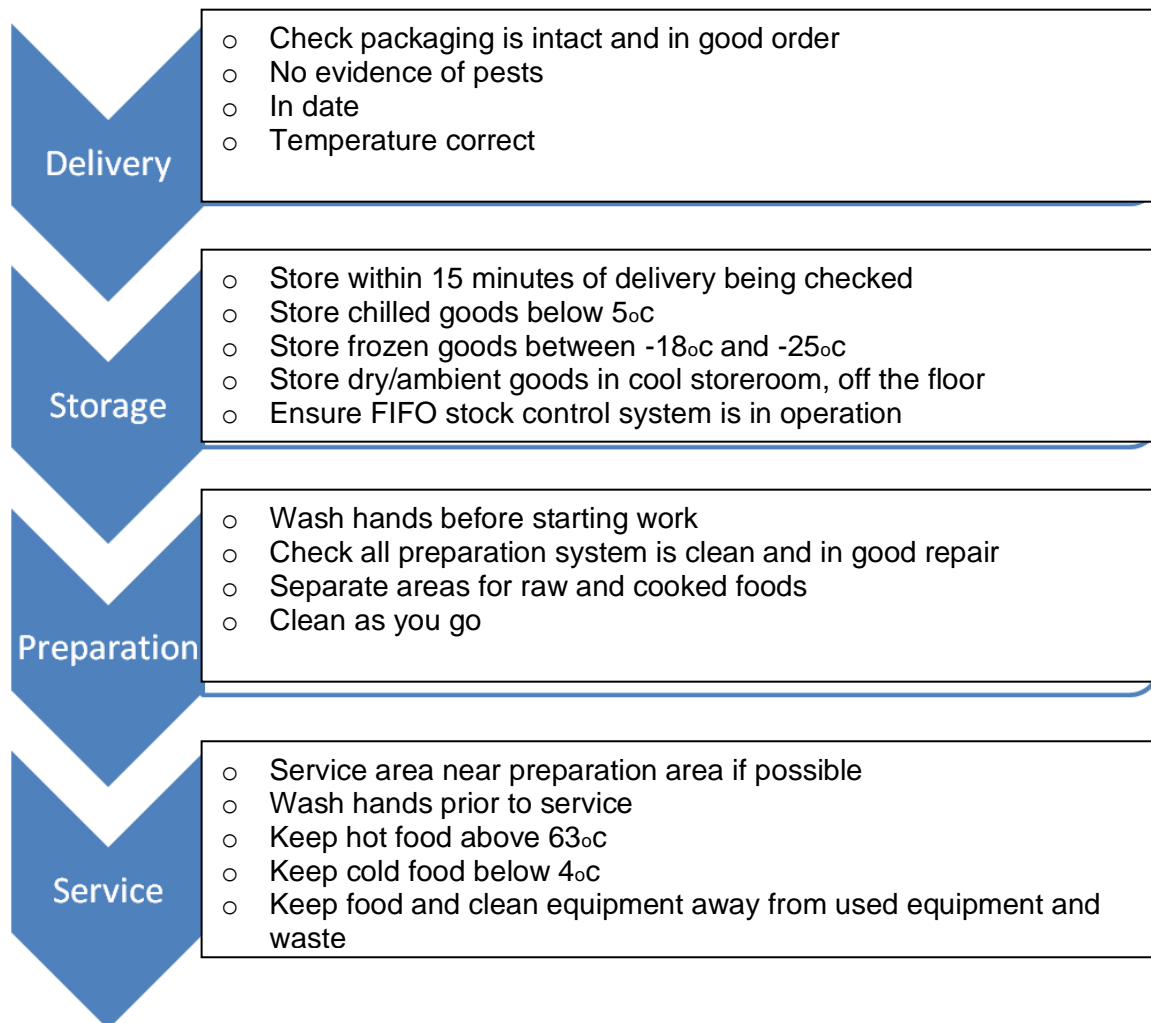 Delivery
o Check packaging is intact and in good order
o No evidence of pests
o In date
o Temperature correct
Storage
o Store within 15 minutes of delivery being checked
o Store chilled goods below 5oc
o Store frozen goods between -18oc and -25oc
o Store dry/ambient goods in cool storeroom, off the floor
o Ensure FIFO stock control system is in operation
Preparation
o Wash hands before starting work
o Check all preparation system is clean and in good repair
o Separate areas for raw and cooked foods
o Clean as you go
Service
o Service area near preparation area if possible
o Wash hands prior to service
o Keep hot food above 63oc
o Keep cold food below 4oc
o Keep food and clean equipment away from used equipment and
waste